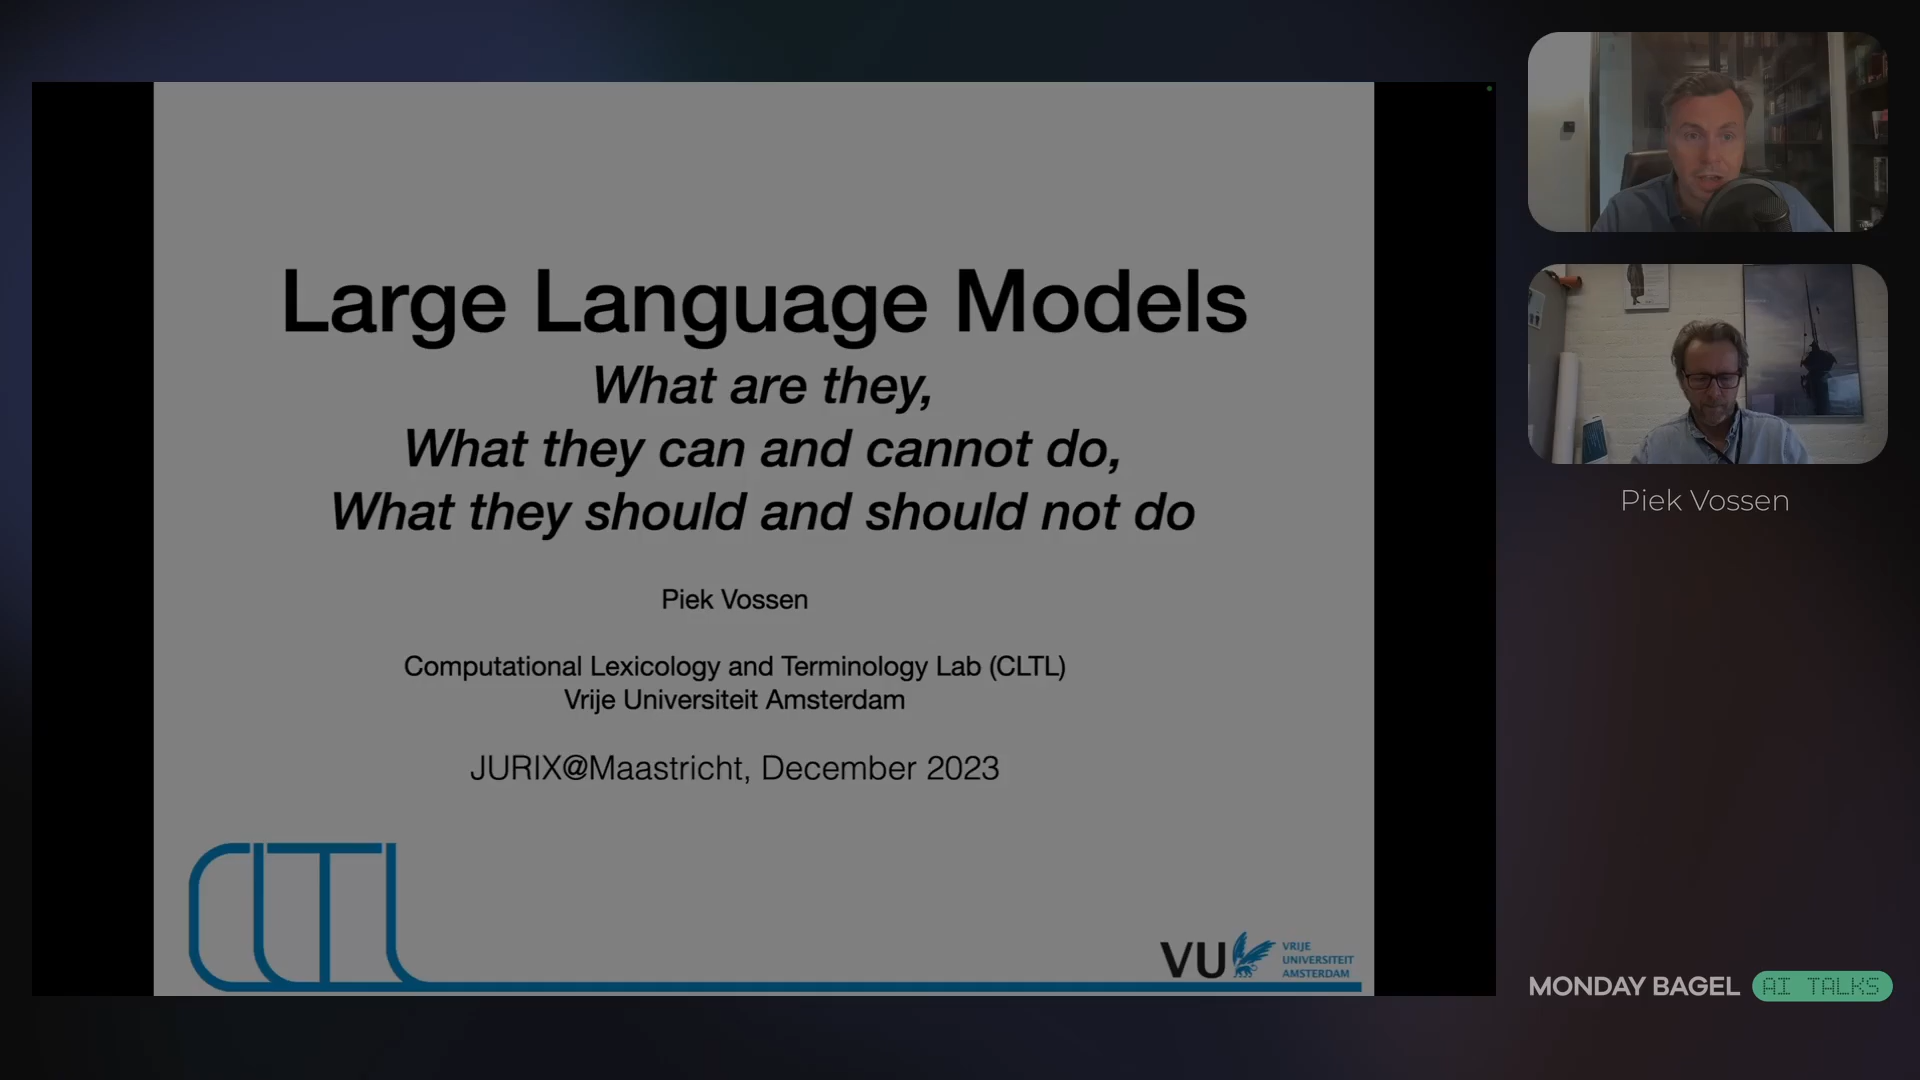 Large Language Models
What are they,
What they can and cannot do,
What they should and should not do
Piek Vossen
Computational Lexicology and Terminology Lab (CLTL)
Vrije Universiteit Amsterdam
JURIX@Maastricht, December 2023
CLTL
VU
VRIJE
UNIVERSITEIT
AMSTERDAM
Piek Vossen
MONDAY BAGEL AI TALKS